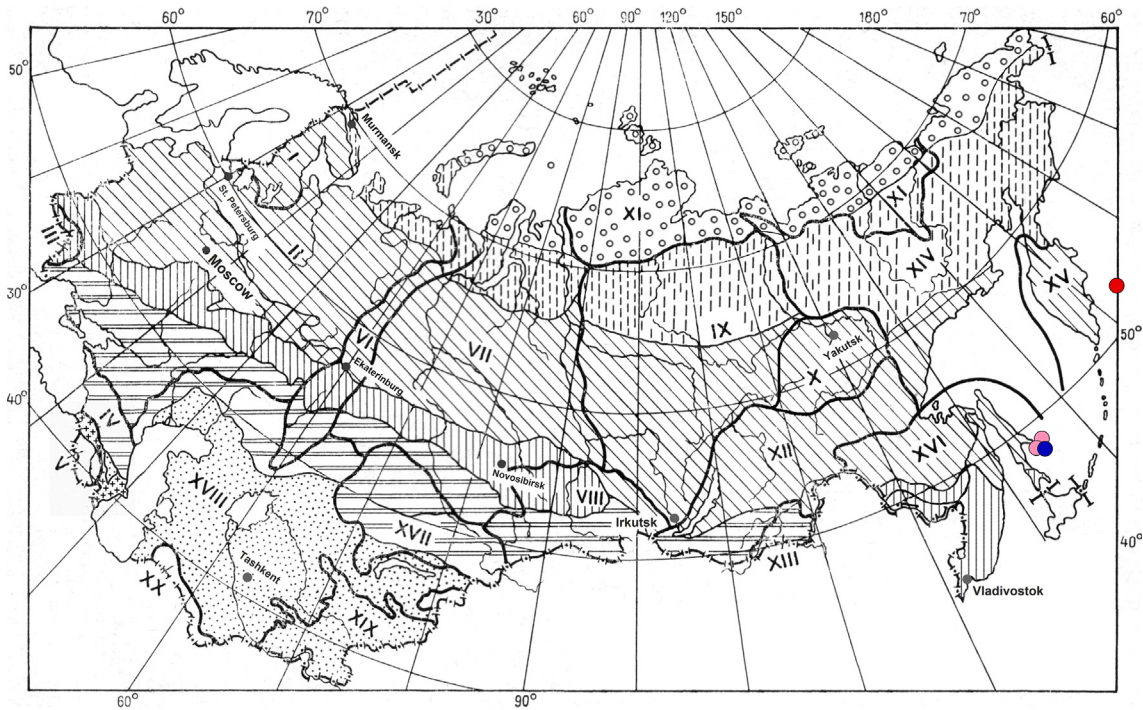 60° 70° 30° 60° 90° 120° 150° 180° 70° 60°
50°
Murmansk
I
St. Petersburg
XI
XI
III
II
Moscow
XIV
XV
30°
IX
50°
VI
VII
Yakutsk
Ekaterinburg
X
40°
IV
XII
XVI
V
Novosibirsk
XVIII
VIII
Irkutsk
XVII
40°
XIII
Tashkent
XX
Vladivostok
XIX
60° 90°